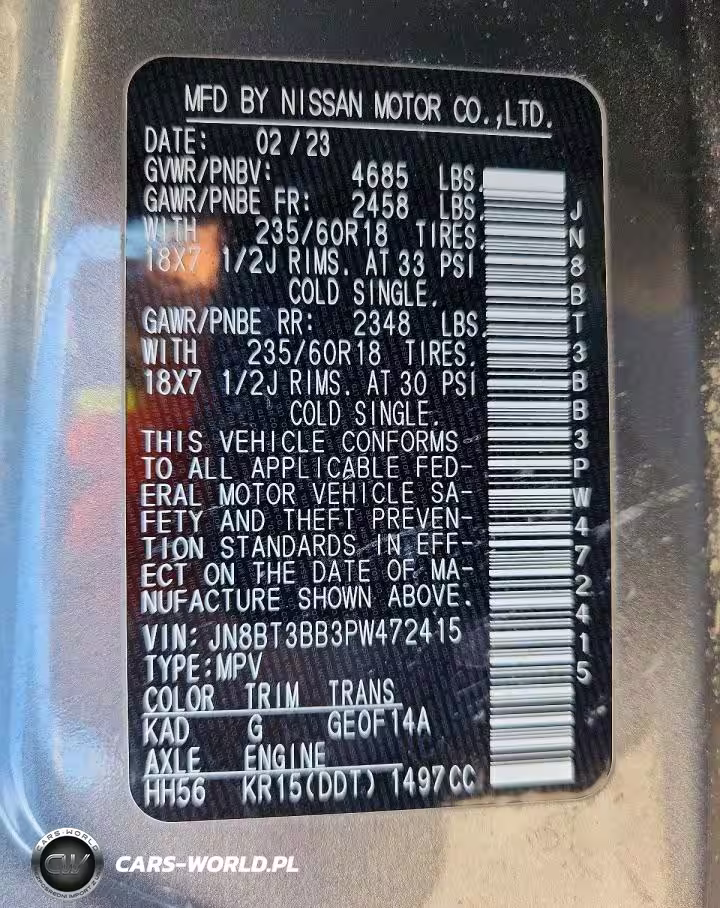 MFD BY NISSAN MOTOR CO.,LTD.
DATE: 02/23
GVWR/PNBV: 4685 LBS.
GAWR/PNBE FR: 2458 LBS.
WITH 235/60R18 TIRES.
18X7 1/2J RIMS. AT 33 PSI
COLD SINGLE.
GAWR/PNBE RR: 2348 LBS.
WITH 235/60R18 TIRES.
18X7 1/2J RIMS. AT 30 PSI
COLD SINGLE.
THIS VEHICLE CONFORMS
TO ALL APPLICABLE FED-
ERAL MOTOR VEHICLE SA-
FETY AND THEFT PREVEN-
TION STANDARDS IN EFF-
ECT ON THE DATE OF MA-
NUFACTURE SHOWN ABOVE.
VIN: JN8BT3BB3PW472415
TYPE:MPV
COLOR TRIM TRANS
KAD G GE0F14A
AXLE ENGINE
HH56 KR15(DDT) 1497CC
JN8BT3BB3PW472415
CARS-WORLD
CW
CARS-WORLD.PL